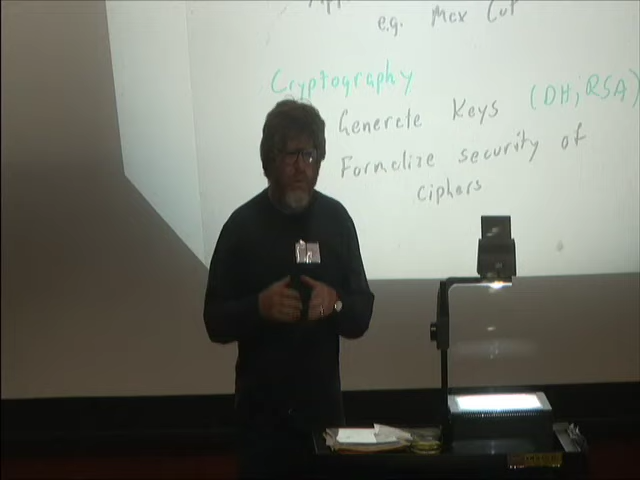 e.g. Max Cut
Cryptography
Generate Keys (DH, RSA)
Formalize security of
ciphers